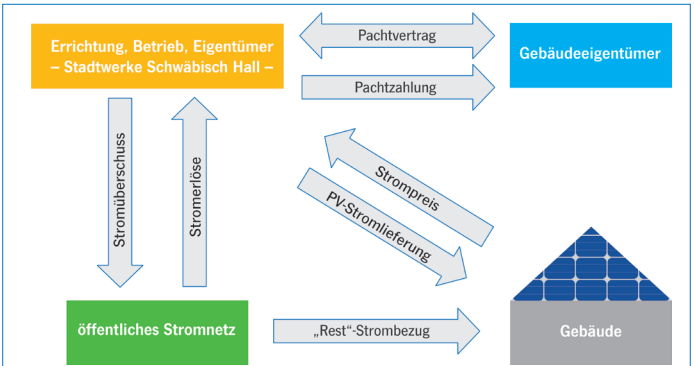 Errichtung, Betrieb, Eigentümer
– Stadtwerke Schwäbisch Hall –
Pachtvertrag
Gebäudeeigentümer
Pachtzahlung
Stromüberschuss
Stromerlöse
Strompreis
PV-Stromlieferung
öffentliches Stromnetz
„Rest“-Strombezug
Gebäude